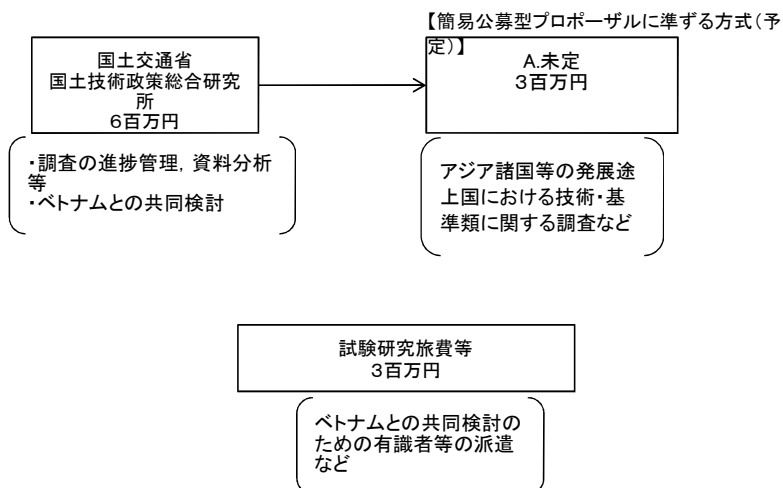 【簡易公募型プロポーザルに準ずる方式（予
定）】
国土交通省
国土技術政策総合研究
所
６百万円
A.未定
３百万円
・調査の進捗管理，資料分析
等
・ベトナムとの共同検討
アジア諸国等の発展途
上国における技術・基
準類に関する調査など
試験研究旅費等
３百万円
ベトナムとの共同検討の
ための有識者等の派遣
など